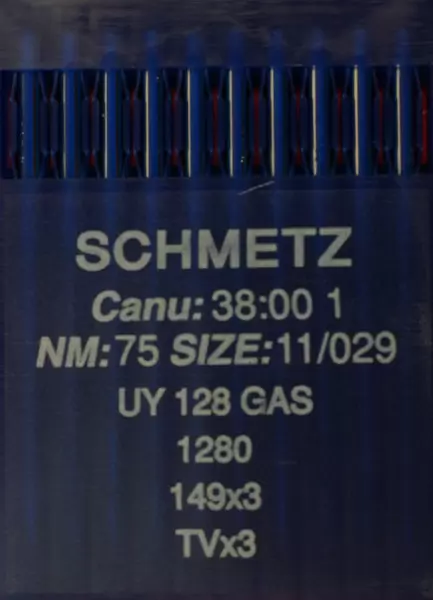 SCHMETZ
Canu: 38:00 1
NM: 75 SIZE: 11/029
UY 128 GAS
1280
149x3
TVx3